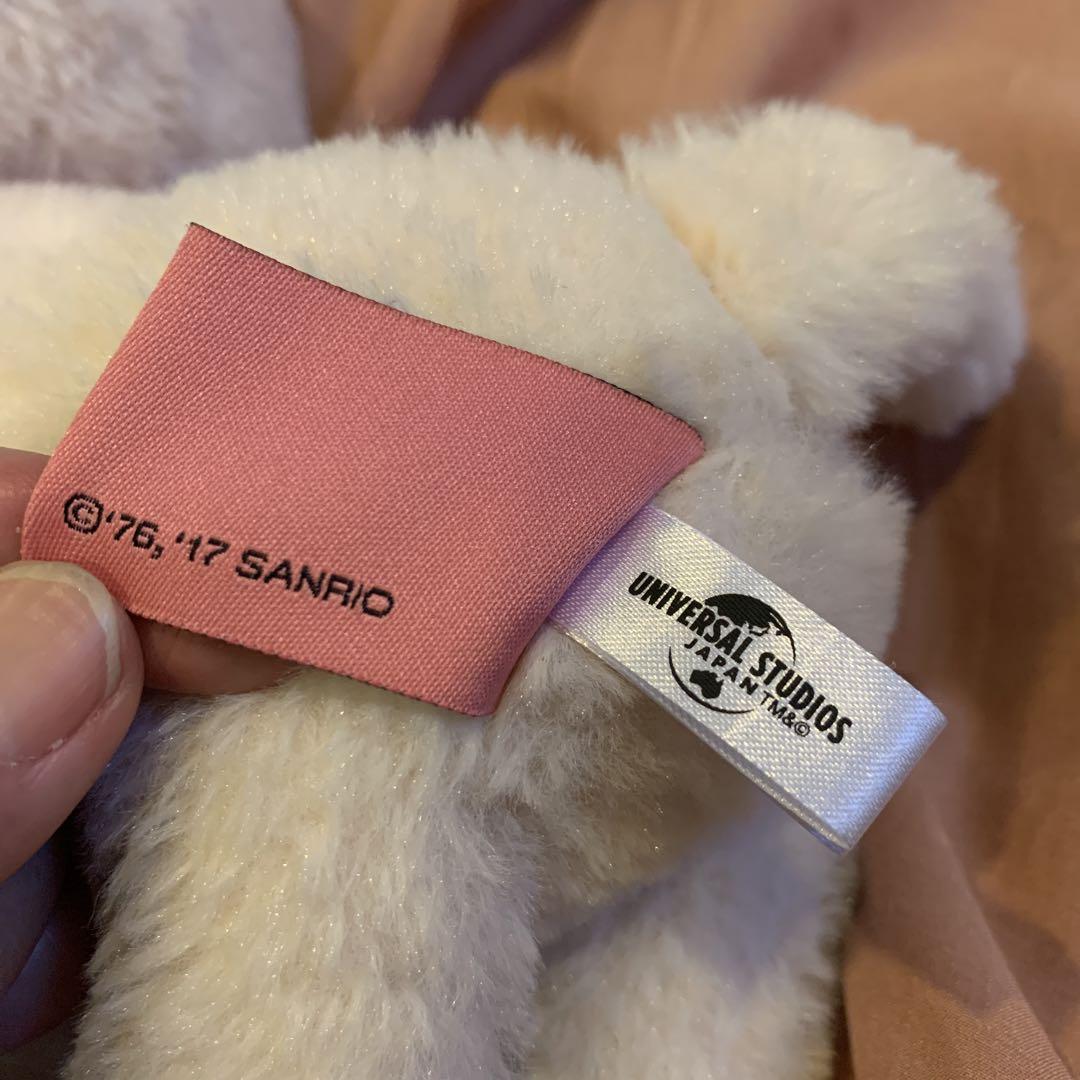 ©'76, '17 SANRIO
UNIVERSAL STUDIOS
JAPAN TM&©